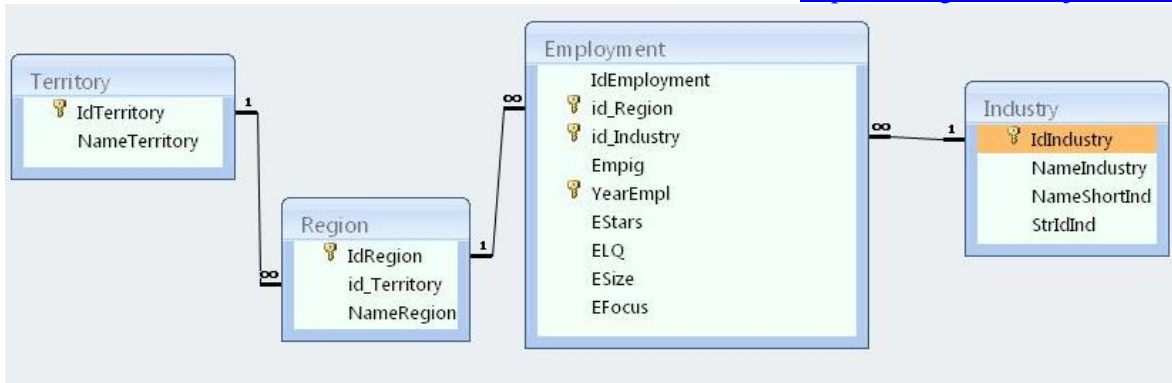 Territory
IdTerritory
NameTerritory
1
∞
Region
IdRegion
id_Territory
NameRegion
1
∞
Employment
IdEmployment
id_Region
id_Industry
Empig
YearEmpl
EStars
ELQ
ESize
EFocus
∞
1
Industry
IdIndustry
NameIndustry
NameShortInd
StrIdInd